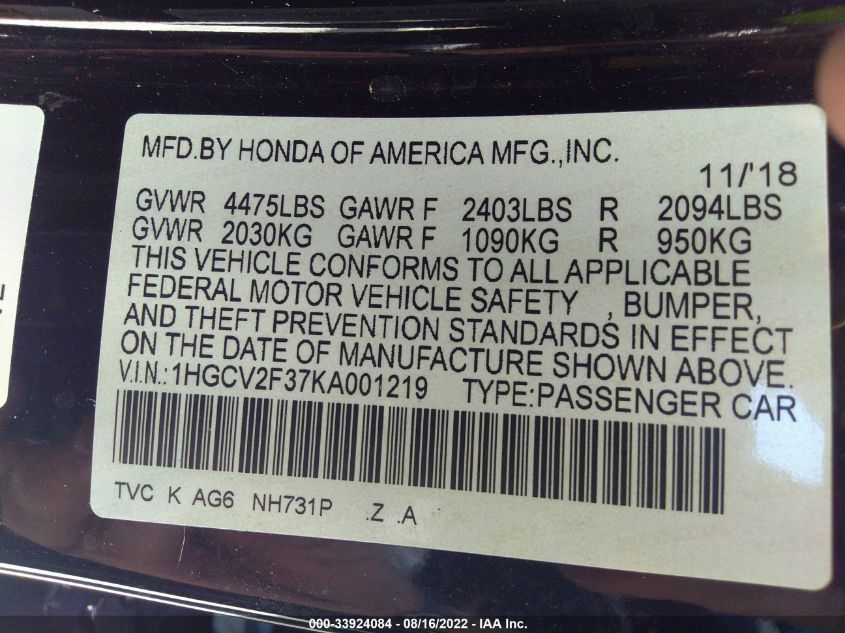 MFD.BY HONDA OF AMERICA MFG.,INC.
11/'18
GVWR 4475LBS GAWR F 2403LBS R 2094LBS
GVWR 2030KG GAWR F 1090KG R 950KG
THIS VEHICLE CONFORMS TO ALL APPLICABLE
FEDERAL MOTOR VEHICLE SAFETY , BUMPER,
AND THEFT PREVENTION STANDARDS IN EFFECT
ON THE DATE OF MANUFACTURE SHOWN ABOVE.
V.I.N.: 1HGCV2F37KA001219 TYPE:PASSENGER CAR
TVC K AG6 NH731P .Z .A
000-33924084 - 08/16/2022 - IAA Inc.